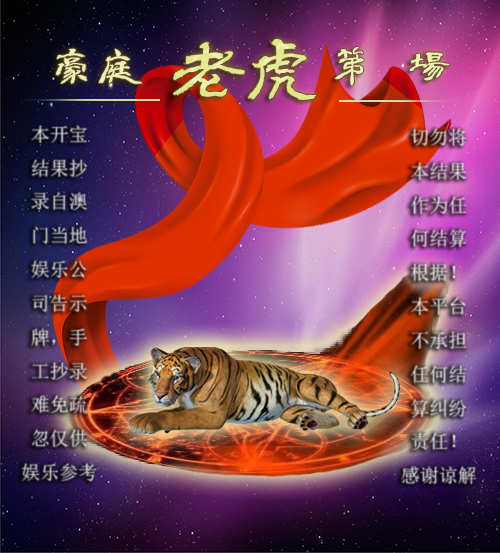 豪庭 老虎 第 場
本开宝
结果抄
录自澳
门当地
娱乐公
司告示
牌，手
工抄录
难免疏
忽仅供
娱乐参考
切勿将
本结果
作为任
何结算
根据！
本平台
不承担
任何结
算纠纷
责任！
感谢谅解